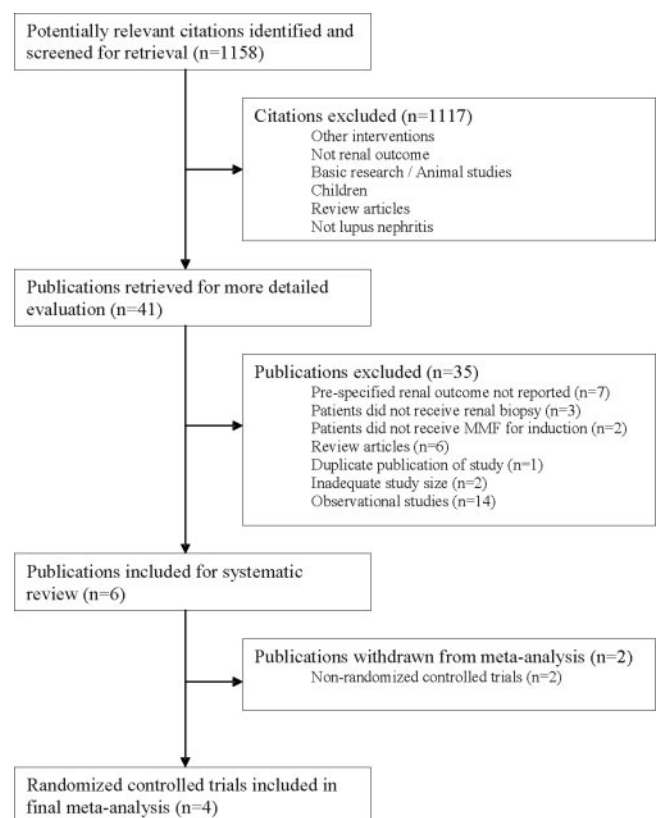 Potentially relevant citations identified and
screened for retrieval (n=1158)
Citations excluded (n=1117)
Other interventions
Not renal outcome
Basic research / Animal studies
Children
Review articles
Not lupus nephritis
Publications retrieved for more detailed
evaluation (n=41)
Publications excluded (n=35)
Pre-specified renal outcome not reported (n=7)
Patients did not receive renal biopsy (n=3)
Patients did not receive MMF for induction (n=2)
Review articles (n=6)
Duplicate publication of study (n=1)
Inadequate study size (n=2)
Observational studies (n=14)
Publications included for systematic
review (n=6)
Publications withdrawn from meta-analysis (n=2)
Non-randomized controlled trials (n=2)
Randomized controlled trials included in
final meta-analysis (n=4)